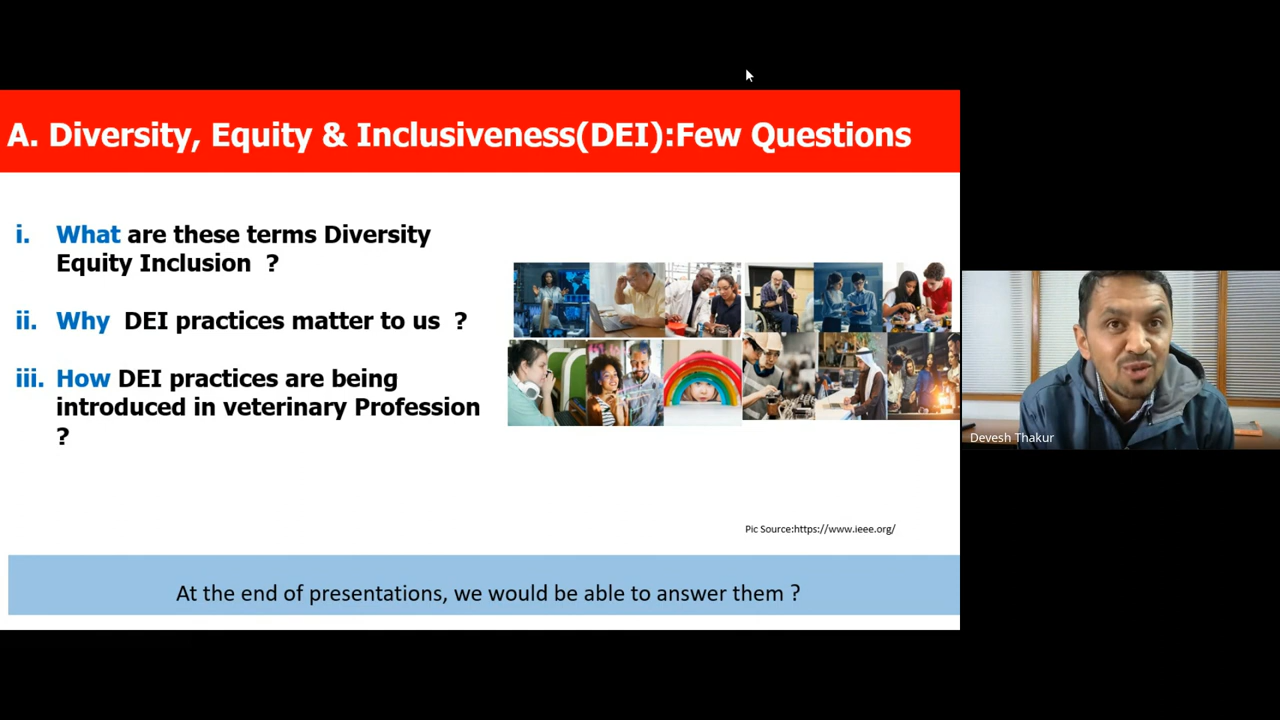 A. Diversity, Equity & Inclusiveness(DEI):Few Questions
i. What are these terms Diversity
Equity Inclusion ?
ii. Why DEI practices matter to us ?
iii. How DEI practices are being
introduced in veterinary Profession
?
Pic Source:https://www.ieee.org/
At the end of presentations, we would be able to answer them ?
Devesh Thakur